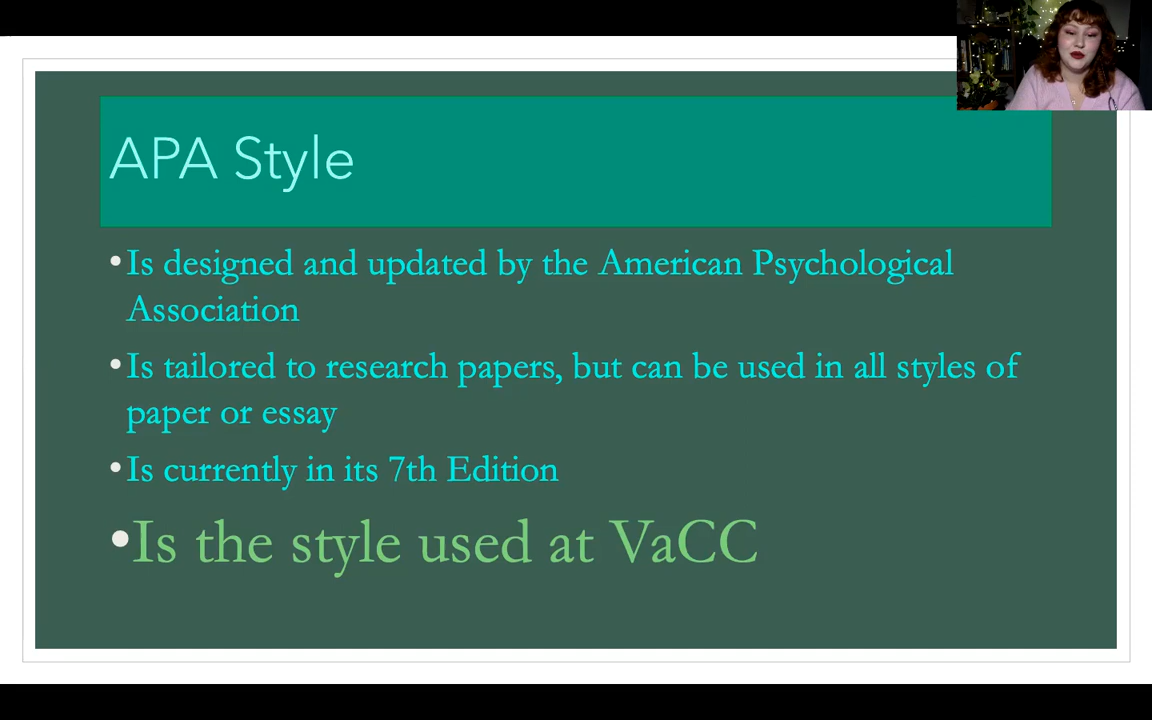 APA Style
•Is designed and updated by the American Psychological
Association
•Is tailored to research papers, but can be used in all styles of
paper or essay
•Is currently in its 7th Edition
•Is the style used at VaCC